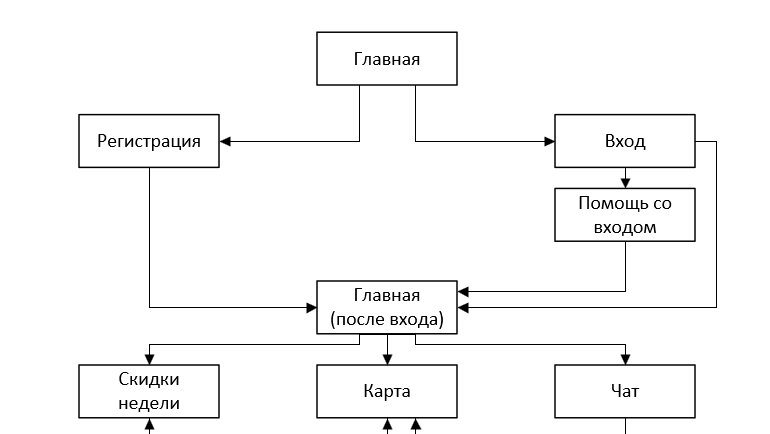 Главная
Регистрация
Вход
Помощь со
входом
Главная
(после входа)
Скидки
недели
Карта
Чат